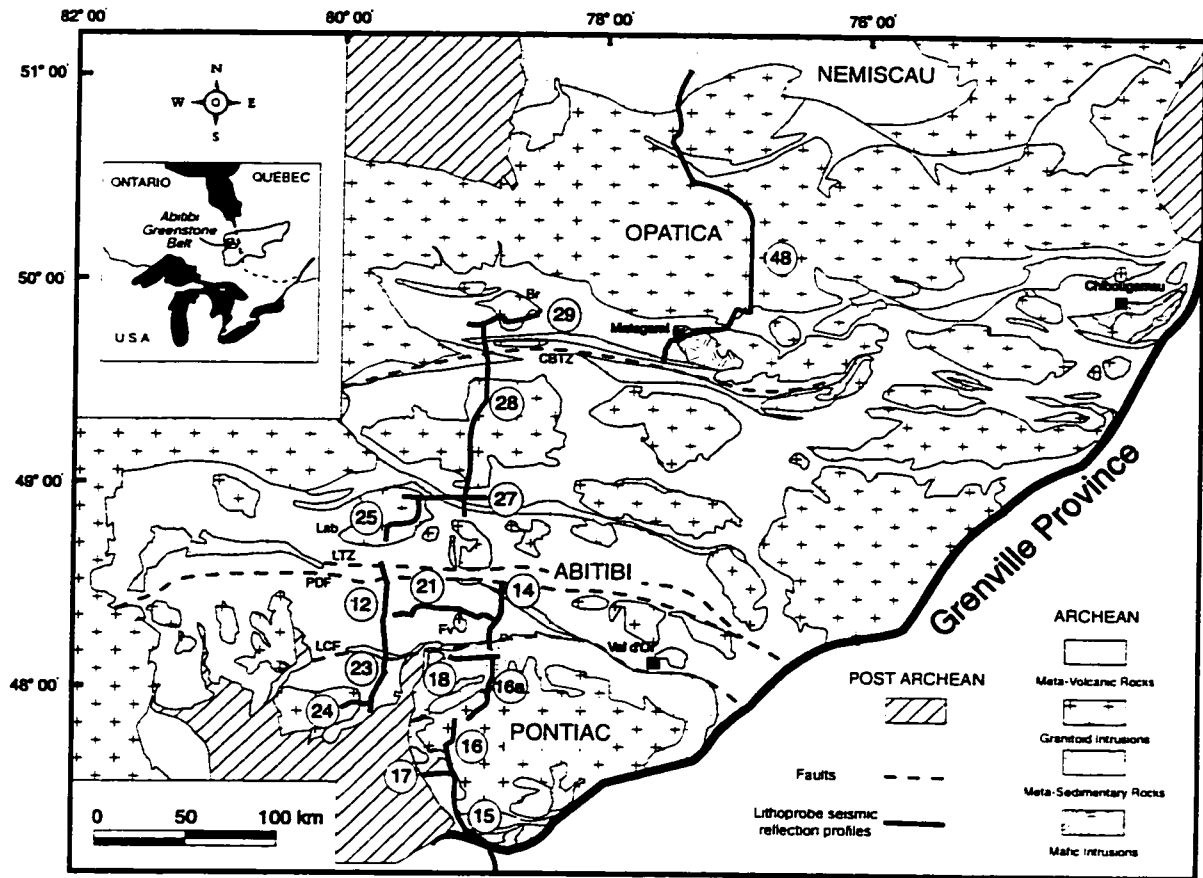 82° 00'
80° 00'
78° 00'
76° 00'
51° 00'
50° 00'
49° 00'
48° 00'
N
W
E
S
ONTARIO
QUEBEC
Abitibi
Greenstone
Belt
U S A
NEMISCAU
OPATICA
48
Chibougamau
Br
29
Matagami
CBTZ
28
27
25
Lab
LTZ
ABITIBI
PDF
21
14
12
Fv
LCF
Val d'Or
23
18
16a
24
PONTIAC
16
17
15
Grenville Province
0
50
100 km
POST ARCHEAN
Faults
Lithoprobe seismic
reflection profiles
ARCHEAN
Meta-Volcanic Rocks
Granitoid Intrusions
Meta-Sedimentary Rocks
Mafic Intrusions